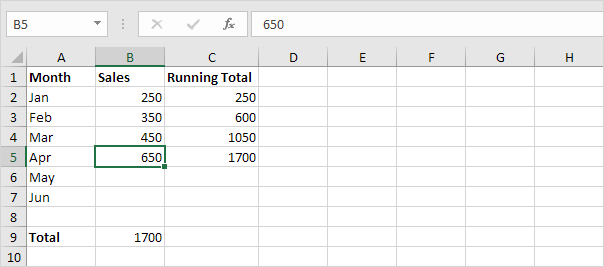 B5 fx 650
A B C D E F G H
1 Month Sales Running Total
2 Jan 250 250
3 Feb 350 600
4 Mar 450 1050
5 Apr 650 1700
6 May
7 Jun
8
9 Total 1700
10